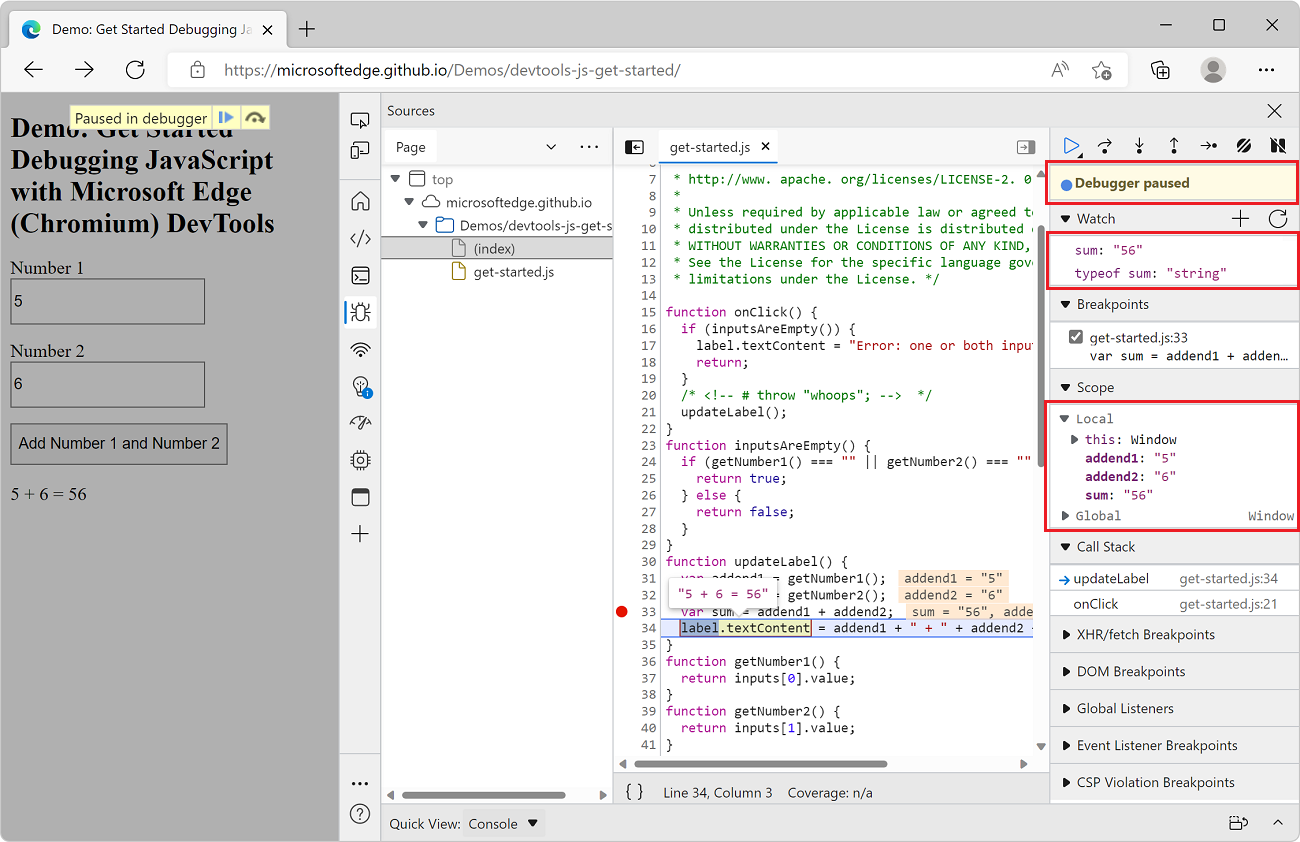 Demo: Get Started Debugging Ja
https://microsoftedge.github.io/Demos/devtools-js-get-started/
Paused in debugger
Demo: Get Started
Debugging JavaScript
with Microsoft Edge
(Chromium) DevTools
Number 1
5
Number 2
6
Add Number 1 and Number 2
5 + 6 = 56
Sources
Page
top
microsoftedge.github.io
Demos/devtools-js-get-s
(index)
get-started.js
get-started.js
7 * http://www. apache. org/licenses/LICENSE-2. 0
8 *
9 * Unless required by applicable law or agreed to
10 * distributed under the License is distributed
11 * WITHOUT WARRANTIES OR CONDITIONS OF ANY KIND,
12 * See the License for the specific language gove
13 * limitations under the License. */
14
15 function onClick() {
16 if (inputsAreEmpty()) {
17 label.textContent = "Error: one or both inpu
18 return;
19 }
20 /* <!-- # throw "whoops"; --> */
21 updateLabel();
22 }
23 function inputsAreEmpty() {
24 if (getNumber1() === "" || getNumber2() === ""
25 return true;
26 } else {
27 return false;
28 }
29 }
30 function updateLabel() {
31 var addend1 = getNumber1(); addend1 = "5"
"5 + 6 = 56"
32 = getNumber2(); addend2 = "6"
33 var sum = addend1 + addend2; sum = "56", adde
34 label.textContent = addend1 + " + " + addend2
35 }
36 function getNumber1() {
37 return inputs[0].value;
38 }
39 function getNumber2() {
40 return inputs[1].value;
41 }
{ } Line 34, Column 3 Coverage: n/a
Debugger paused
Watch
sum: "56"
typeof sum: "string"
Breakpoints
get-started.js:33
var sum = addend1 + adden…
Scope
Local
this: Window
addend1: "5"
addend2: "6"
sum: "56"
Global Window
Call Stack
updateLabel get-started.js:34
onClick get-started.js:21
XHR/fetch Breakpoints
DOM Breakpoints
Global Listeners
Event Listener Breakpoints
CSP Violation Breakpoints
Quick View: Console